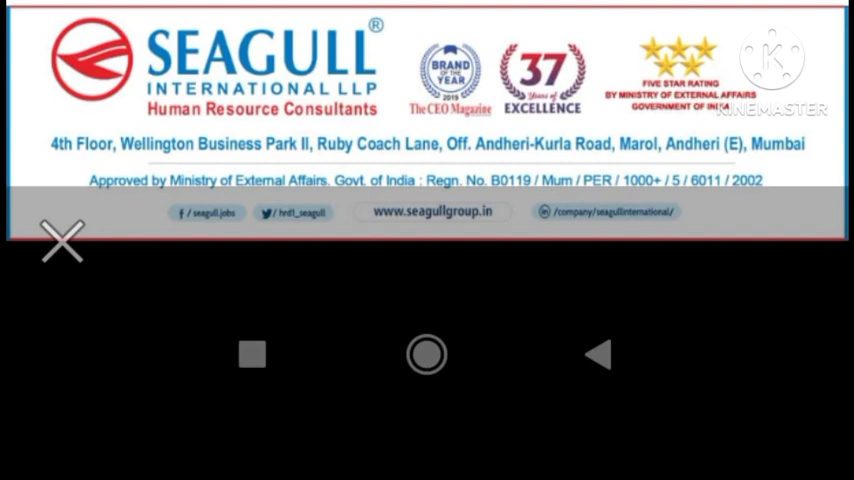 SEAGULL®
INTERNATIONAL LLP
Human Resource Consultants
BRAND
OF THE
YEAR
2019
The CEO Magazine
37
Years of
EXCELLENCE
FIVE STAR RATING
BY MINISTRY OF EXTERNAL AFFAIRS
GOVERNMENT OF INDIA
K
KINEMASTER
4th Floor, Wellington Business Park II, Ruby Coach Lane, Off. Andheri-Kurla Road, Marol, Andheri (E), Mumbai
Approved by Ministry of External Affairs. Govt. of India : Regn. No. B0119 / Mum / PER / 1000+ / 5 / 6011 / 2002
f / seagull.jobs / hrd1_seagull www.seagullgroup.in in /company/seagullinternational/